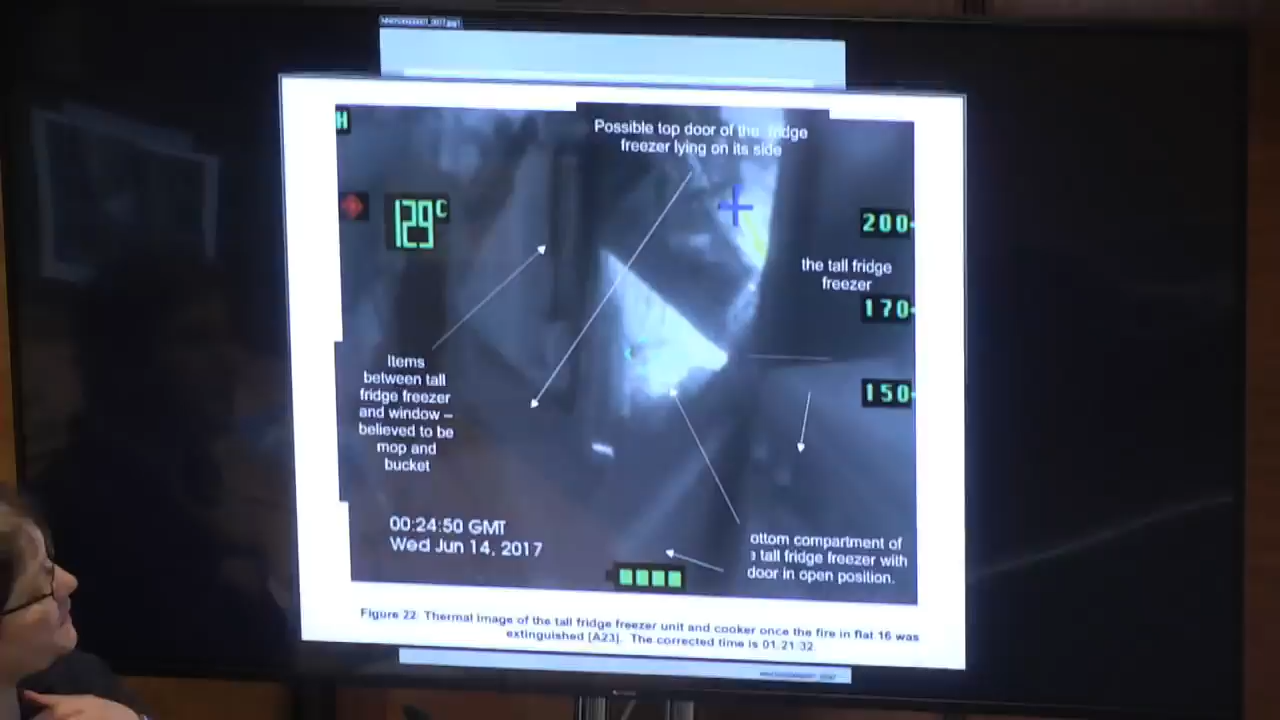 H
Possible top door of the fridge
freezer lying on its side
129°C
200
the tall fridge
freezer
170
150
Items
between tall
fridge freezer
and window –
believed to be
mop and
bucket
00:24:50 GMT
Wed Jun 14, 2017
ottom compartment of
tall fridge freezer with
door in open position.
Figure 22 Thermal image of the tall fridge freezer unit and cooker once the fire in flat 16 was
extinguished [A23]. The corrected time is 01:21:32